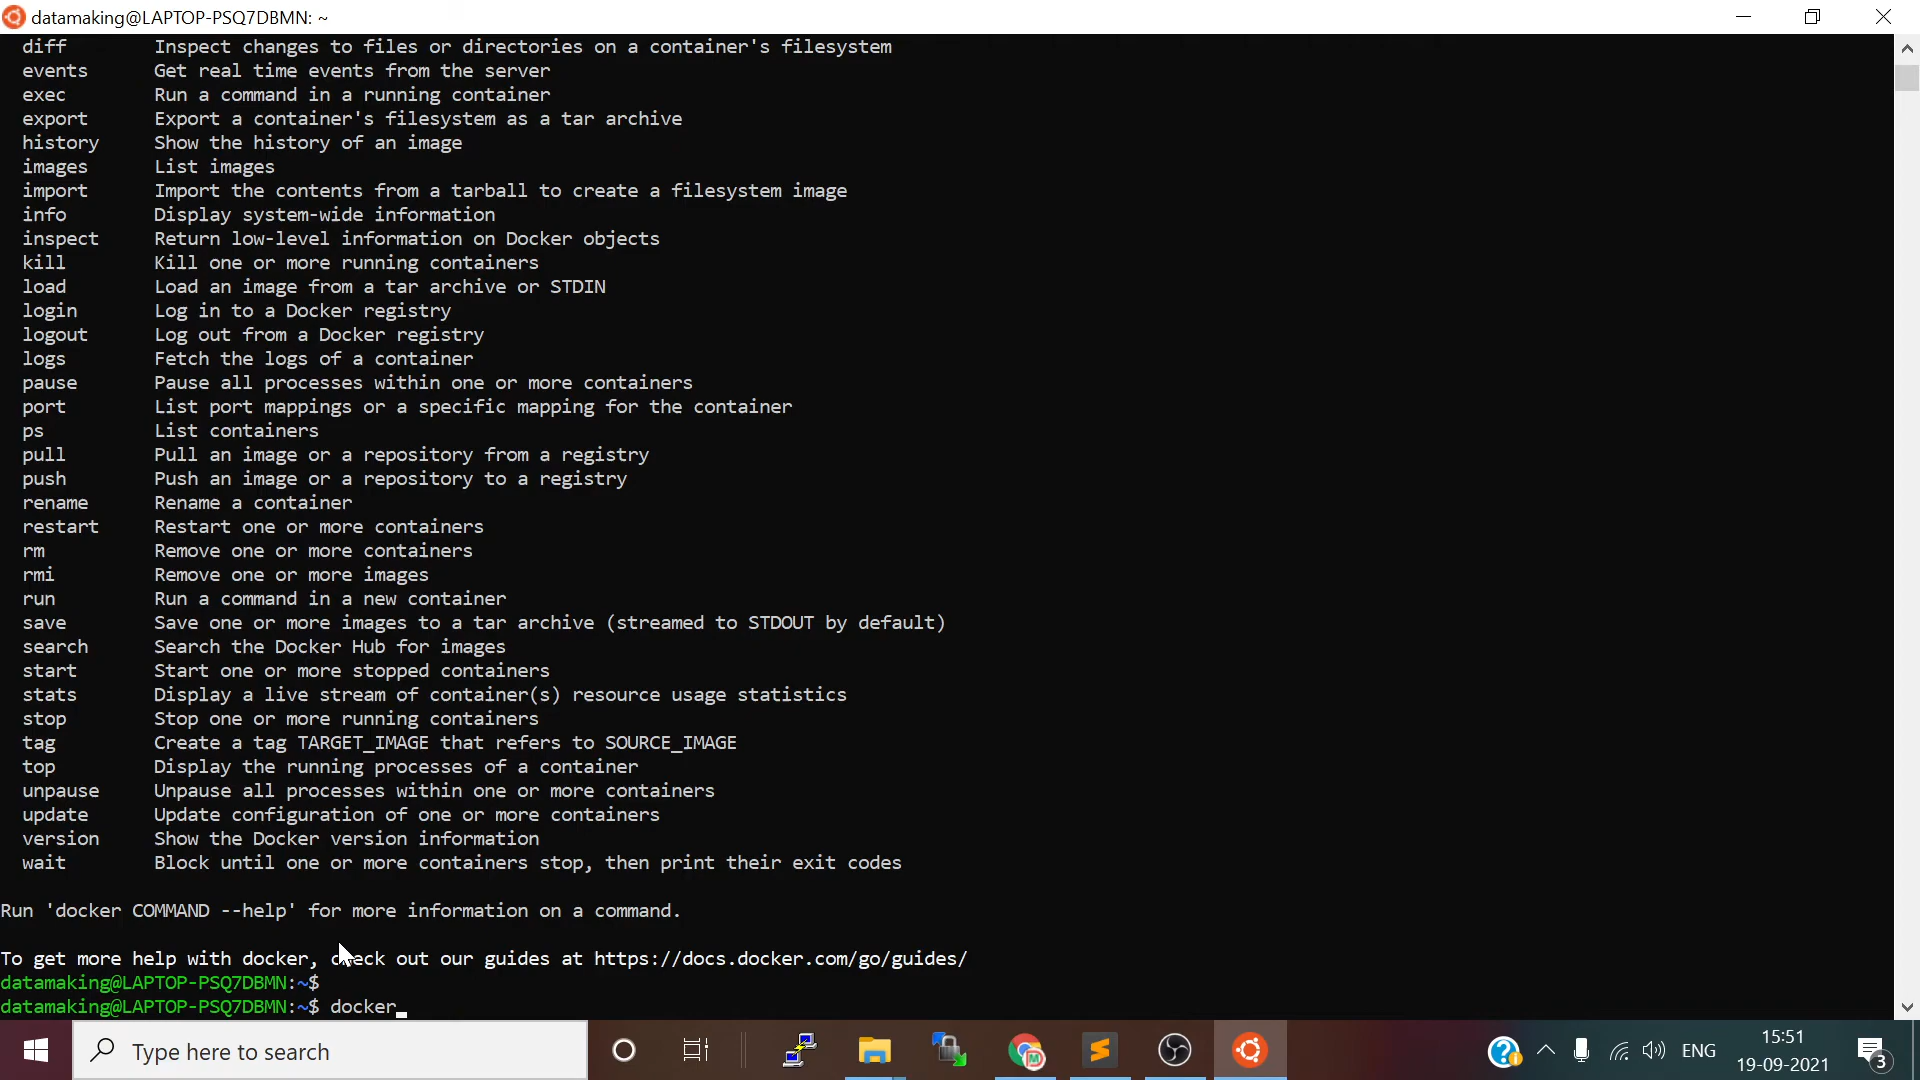 datamaking@LAPTOP-PSQ7DBMN: ~
diff Inspect changes to files or directories on a container's filesystem
events Get real time events from the server
exec Run a command in a running container
export Export a container's filesystem as a tar archive
history Show the history of an image
images List images
import Import the contents from a tarball to create a filesystem image
info Display system-wide information
inspect Return low-level information on Docker objects
kill Kill one or more running containers
load Load an image from a tar archive or STDIN
login Log in to a Docker registry
logout Log out from a Docker registry
logs Fetch the logs of a container
pause Pause all processes within one or more containers
port List port mappings or a specific mapping for the container
ps List containers
pull Pull an image or a repository from a registry
push Push an image or a repository to a registry
rename Rename a container
restart Restart one or more containers
rm Remove one or more containers
rmi Remove one or more images
run Run a command in a new container
save Save one or more images to a tar archive (streamed to STDOUT by default)
search Search the Docker Hub for images
start Start one or more stopped containers
stats Display a live stream of container(s) resource usage statistics
stop Stop one or more running containers
tag Create a tag TARGET_IMAGE that refers to SOURCE_IMAGE
top Display the running processes of a container
unpause Unpause all processes within one or more containers
update Update configuration of one or more containers
version Show the Docker version information
wait Block until one or more containers stop, then print their exit codes
Run 'docker COMMAND --help' for more information on a command.
To get more help with docker, check out our guides at https://docs.docker.com/go/guides/
datamaking@LAPTOP-PSQ7DBMN:~$
datamaking@LAPTOP-PSQ7DBMN:~$ docker
Type here to search
ENG
15:51
19-09-2021
3